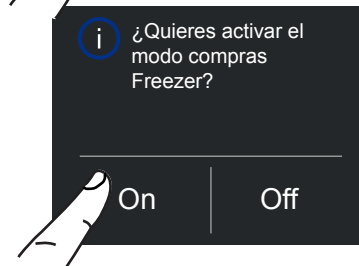 i
¿Quieres activar el
modo compras
Freezer?
On
Off